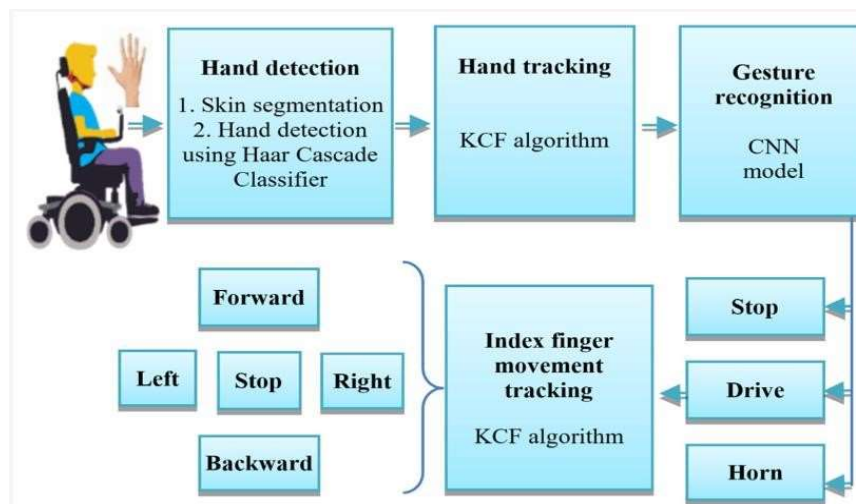 Hand detection
1. Skin segmentation
2. Hand detection
using Haar Cascade
Classifier
Hand tracking
KCF algorithm
Gesture
recognition
CNN
model
Stop
Drive
Horn
Index finger
movement
tracking
KCF algorithm
Forward
Left
Stop
Right
Backward